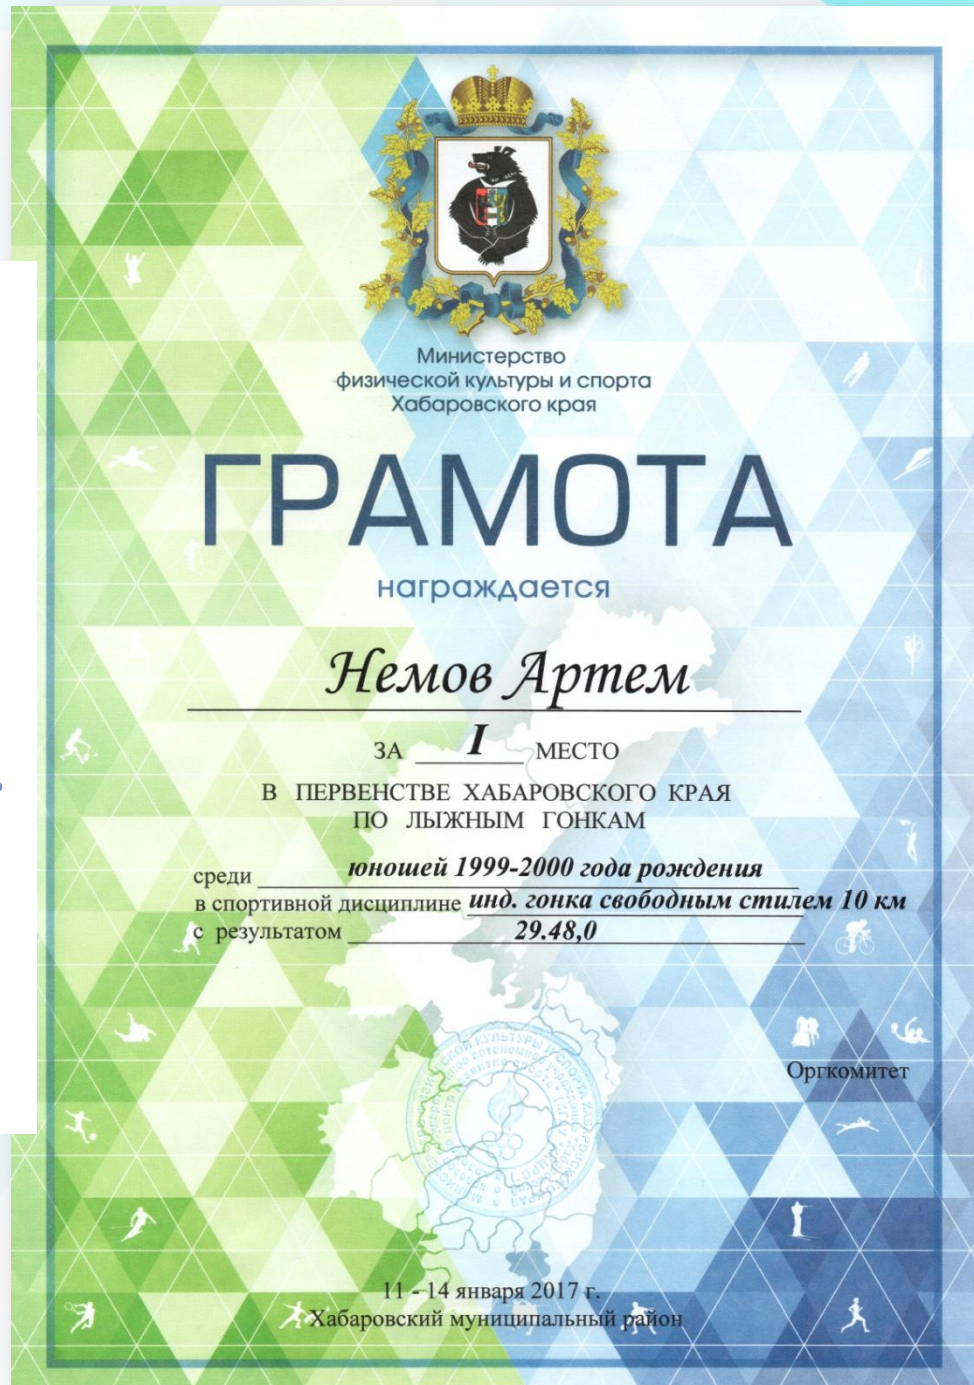 Министерство
физической культуры и спорта
Хабаровского края
ГРАМОТА
награждается
Немов Артем
ЗА I МЕСТО
В ПЕРВЕНСТВЕ ХАБАРОВСКОГО КРАЯ
ПО ЛЫЖНЫМ ГОНКАМ
среди юношей 1999-2000 года рождения
в спортивной дисциплине инд. гонка свободным стилем 10 км
с результатом 29.48,0
Оргкомитет
11 - 14 января 2017 г.
Хабаровский муниципальный район